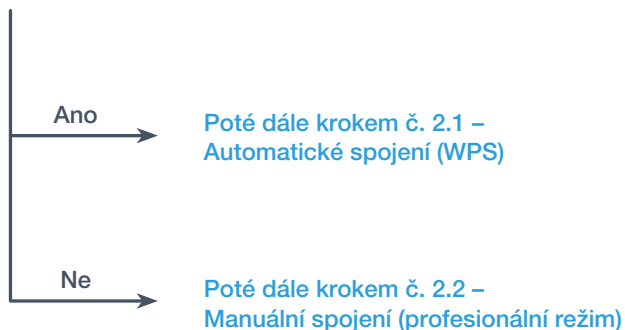 Ano
Poté dále krokem č. 2.1 –
Automatické spojení (WPS)
Ne
Poté dále krokem č. 2.2 –
Manuální spojení (profesionální režim)